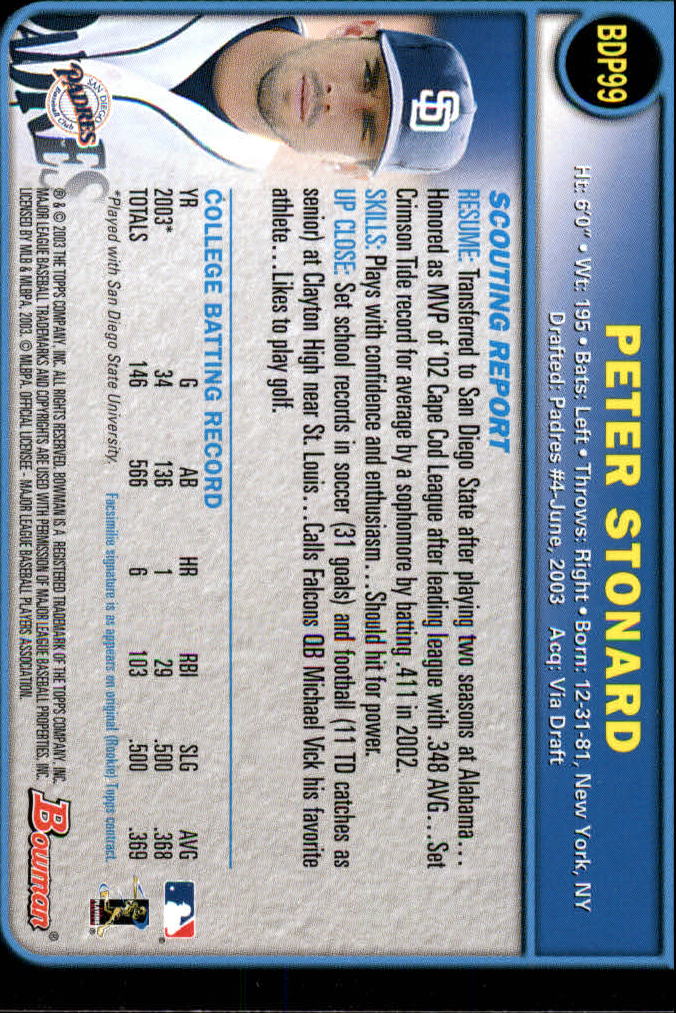 BDP99
PETER STONARD
Ht: 6'0" • Wt: 195 • Bats: Left • Throws: Right • Born: 12-31-81, New York, NY
Drafted: Padres #4-June, 2003 Acq: Via Draft
SD
SCOUTING REPORT
RESUME: Transferred to San Diego State after playing two seasons at Alabama...
Honored as MVP of '02 Cape Cod League after leading league with .348 AVG...Set
Crimson Tide record for average by a sophomore by batting .411 in 2002.
SKILLS: Plays with confidence and enthusiasm...Should hit for power.
UP CLOSE: Set school records in soccer (31 goals) and football (11 TD catches as
senior) at Clayton High near St. Louis...Calls Falcons QB Michael Vick his favorite
athlete...Likes to play golf.
COLLEGE BATTING RECORD
YR G AB HR RBI SLG AVG
2003* 34 136 1 29 .500 .368
TOTALS 146 566 6 103 .500 .369
*Played with San Diego State University.
Facsimile signature is as appears on original (Rookie) Topps contract.
® & © 2003 THE TOPPS COMPANY, INC. ALL RIGHTS RESERVED. BOWMAN IS A REGISTERED TRADEMARK OF THE TOPPS COMPANY, INC.
MAJOR LEAGUE BASEBALL TRADEMARKS AND COPYRIGHTS ARE USED WITH PERMISSION OF MAJOR LEAGUE BASEBALL PROPERTIES, INC.
LICENSED BY MLB & MLBPA, 2003. © MLBPA. OFFICIAL LICENSEE - MAJOR LEAGUE BASEBALL PLAYERS ASSOCIATION.
PADRES
SAN DIEGO
PADRES
Baseball Club
PLAYERS
Bowman®